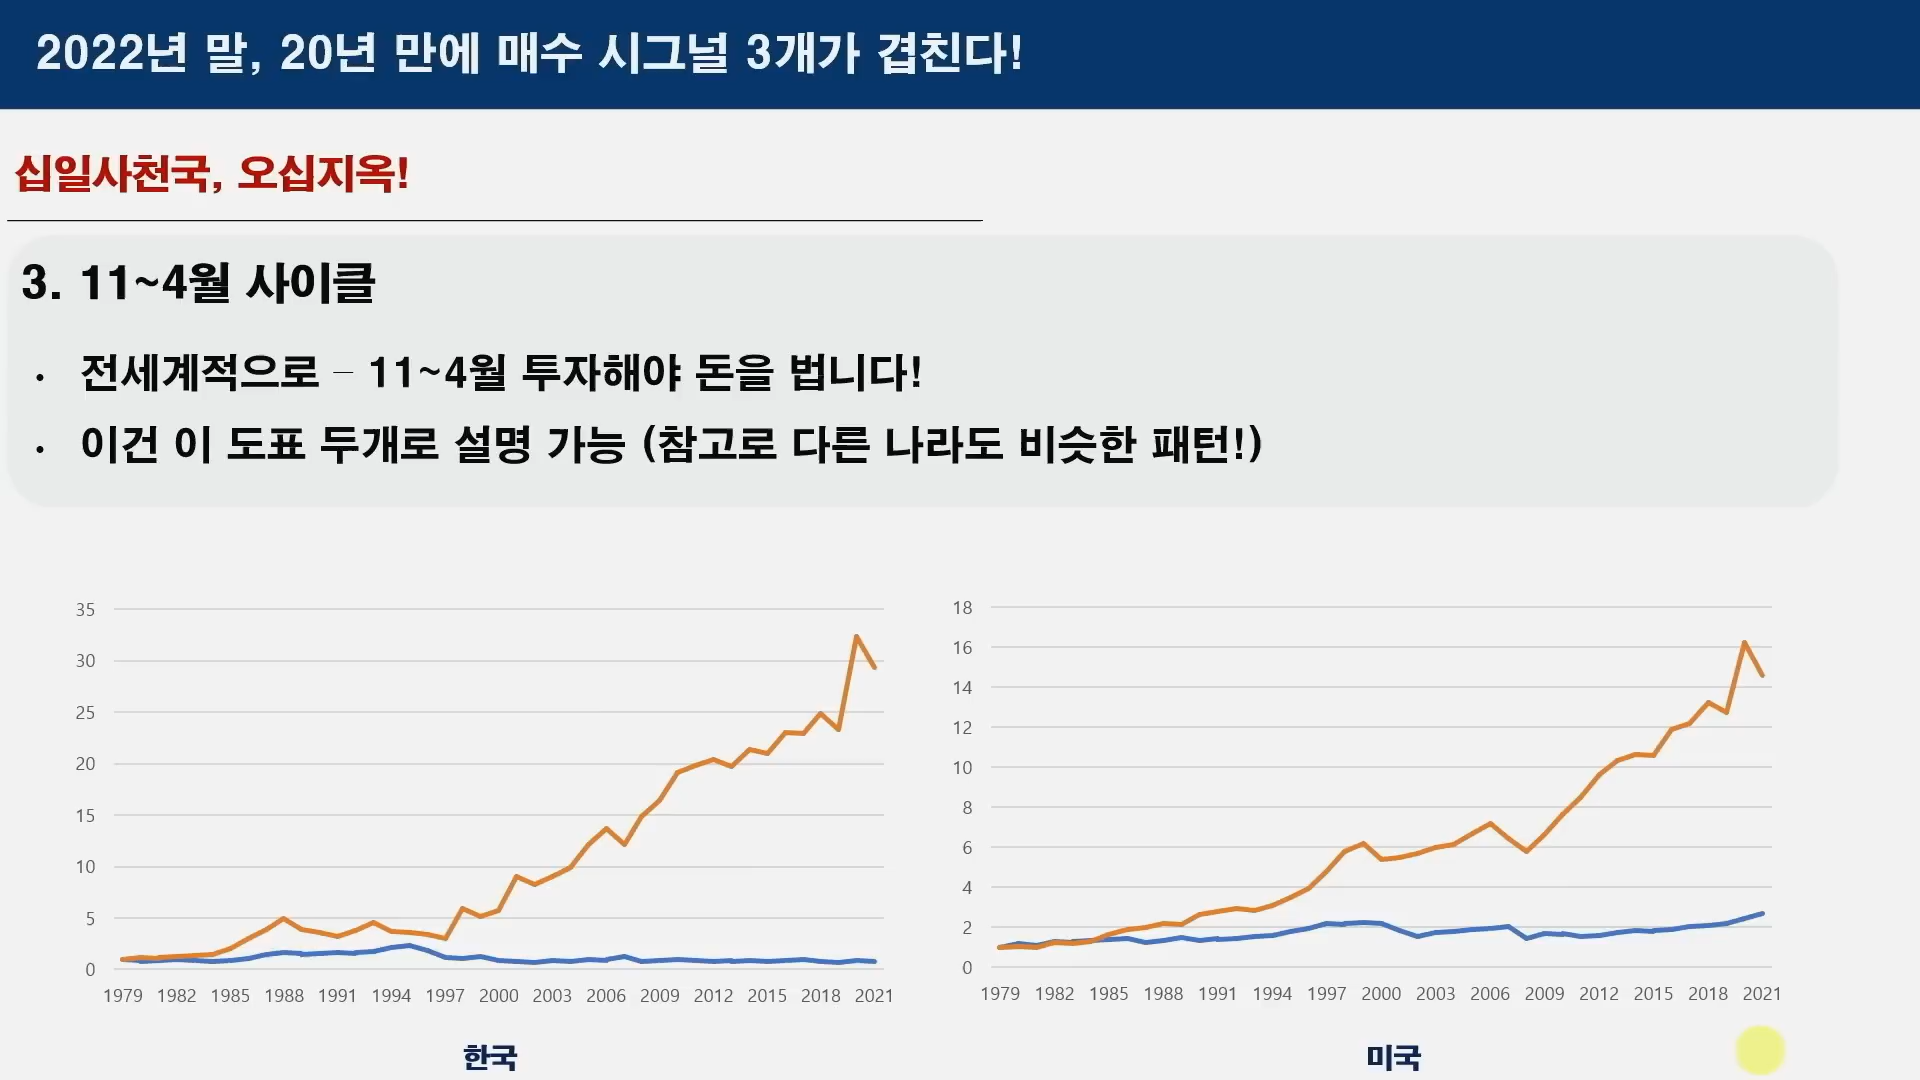 2022년 말, 20년 만에 매수 시그널 3개가 겹친다!
십일사천국, 오십지옥!
3. 11~4월 사이클
• 전세계적으로 – 11~4월 투자해야 돈을 법니다!
• 이건 이 도표 두개로 설명 가능 (참고로 다른 나라도 비슷한 패턴!)
35
30
25
20
15
10
5
0
1979 1982 1985 1988 1991 1994 1997 2000 2003 2006 2009 2012 2015 2018 2021
한국
18
16
14
12
10
8
6
4
2
0
1979 1982 1985 1988 1991 1994 1997 2000 2003 2006 2009 2012 2015 2018 2021
미국